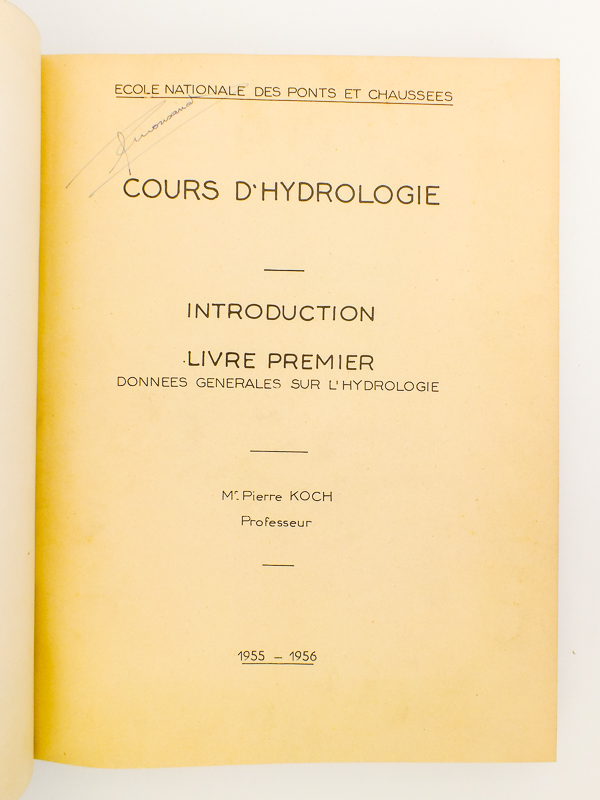 ECOLE NATIONALE DES PONTS ET CHAUSSEES
COURS D'HYDROLOGIE
INTRODUCTION
LIVRE PREMIER
DONNEES GENERALES SUR L'HYDROLOGIE
Mr. Pierre KOCH
Professeur
1955 - 1956